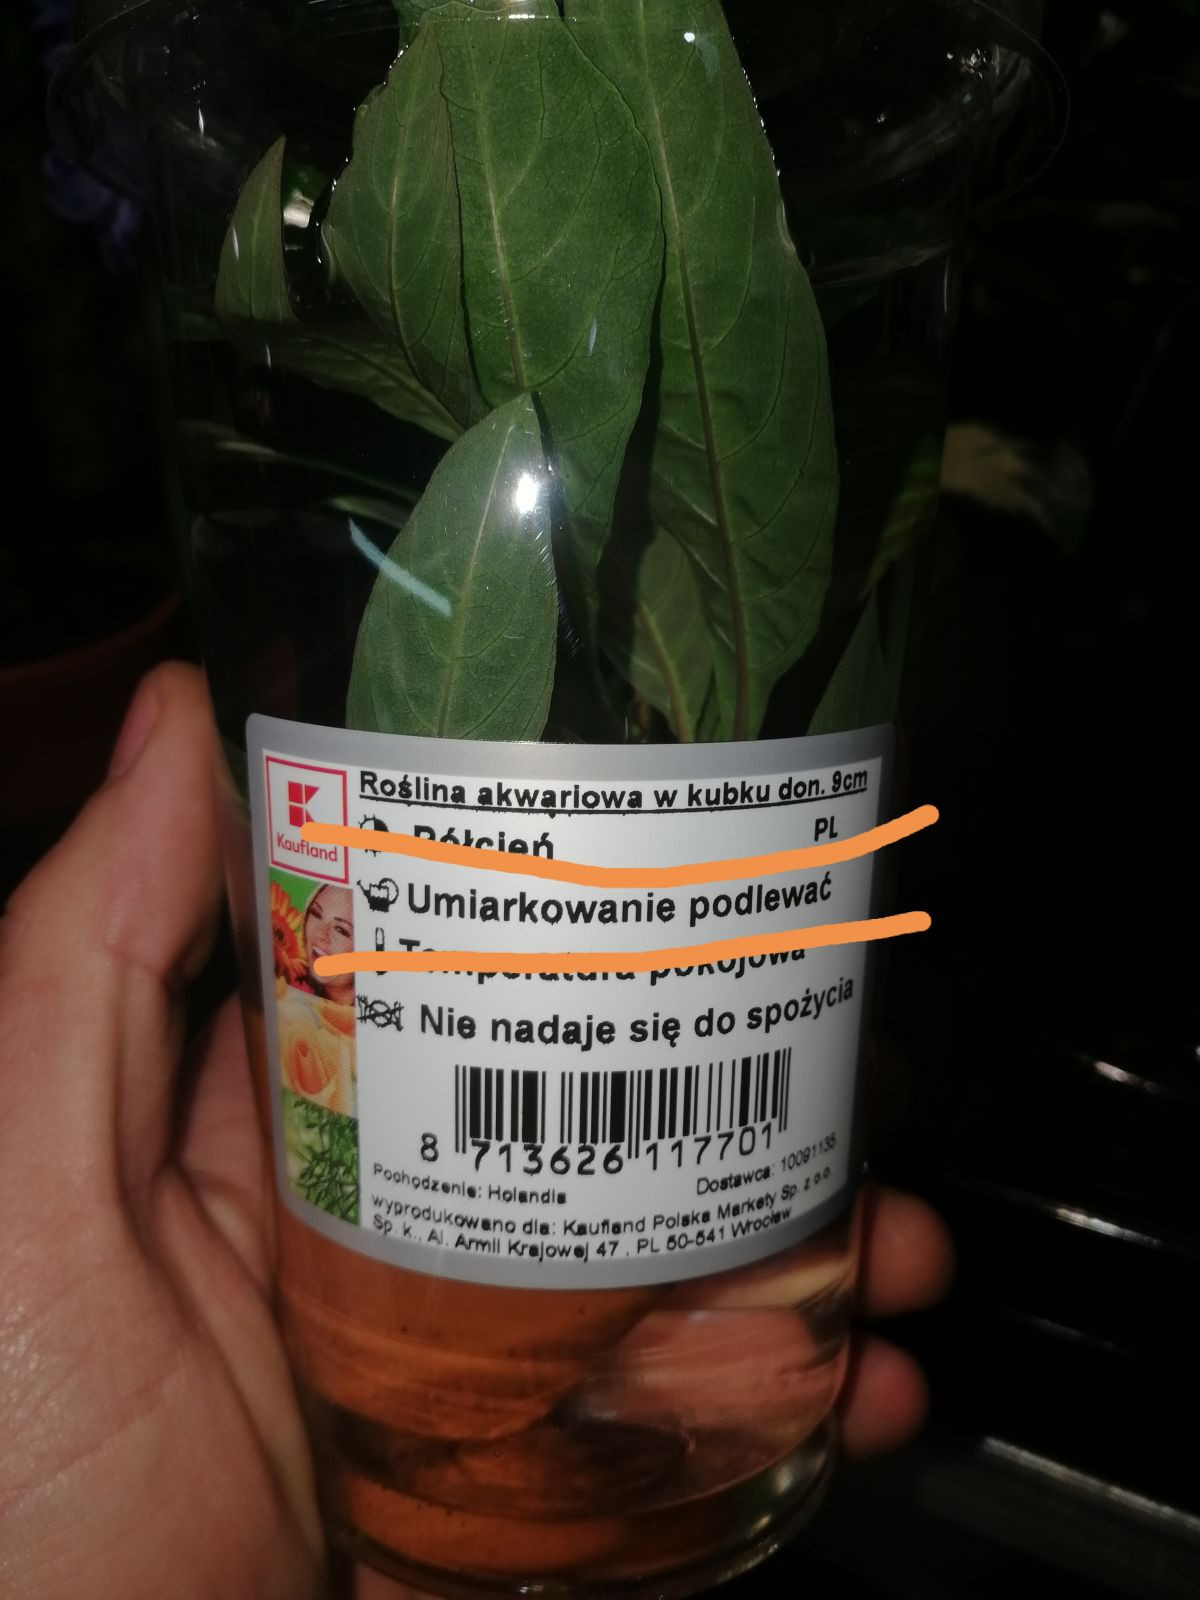 Roślina akwariowa w kubku don. 9cm
Kaufland
Półcień PL
Umiarkowanie podlewać
Temperatura pokojowa
Nie nadaje się do spożycia
8 713626 117701
Pochodzenie: Holandia Dostawca: 10091135
wyprodukowano dla: Kaufland Polska Markety Sp. z o.o.
Sp. k., Al. Armii Krajowej 47 , PL 50-541 Wrocław